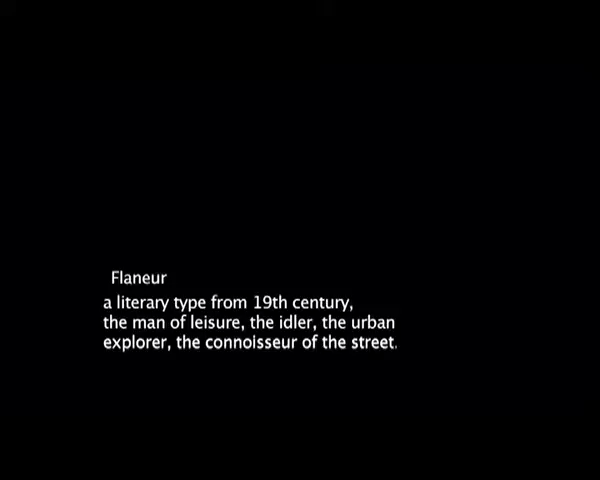 Flaneur
a literary type from 19th century,
the man of leisure, the idler, the urban
explorer, the connoisseur of the street.